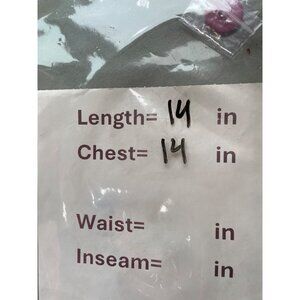 Length= 14 in
Chest= 14 in
Waist= in
Inseam= in